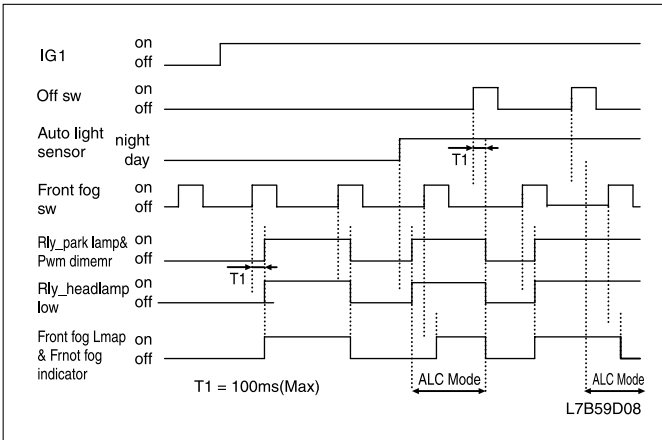 IG1
on
off
Off sw
on
off
Auto light
sensor
night
day
T1
Front fog
sw
on
off
Rly_park lamp&
Pwm dimemr
on
off
T1
Rly_headlamp
low
on
off
Front fog Lmap
& Frnot fog
indicator
on
off
T1 = 100ms(Max)
ALC Mode
ALC Mode
L7B59D08